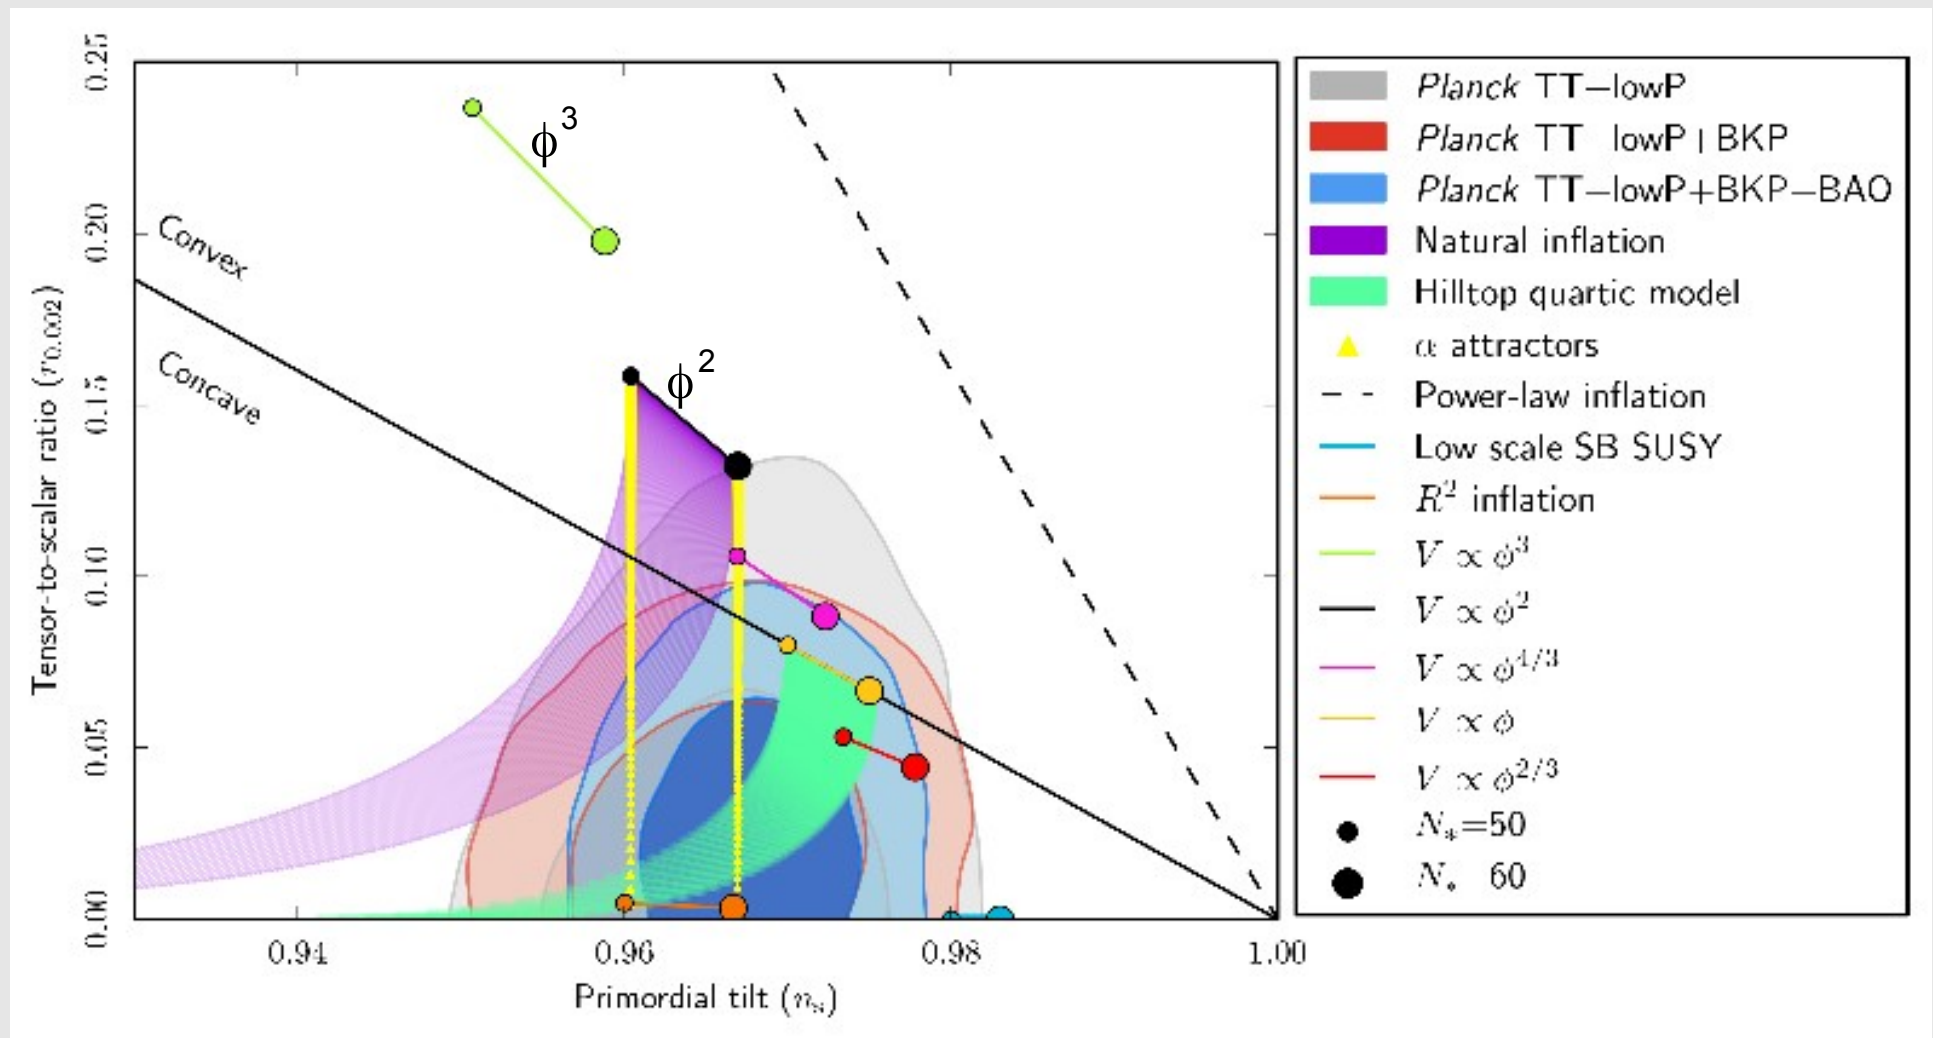 0.25
0.20
0.15
0.10
0.05
0.00
Tensor-to-scalar ratio (r0.002)
Convex
Concave
ϕ3
ϕ2
0.94
0.96
0.98
1.00
Primordial tilt (ns)
Planck TT−lowP
Planck TT lowP | BKP
Planck TT−lowP+BKP−BAO
Natural inflation
Hilltop quartic model
α attractors
Power-law inflation
Low scale SB SUSY
R2 inflation
V ∝ ϕ3
V ∝ ϕ2
V ∝ ϕ4/3
V ∝ ϕ
V ∝ ϕ2/3
N*=50
N* 60